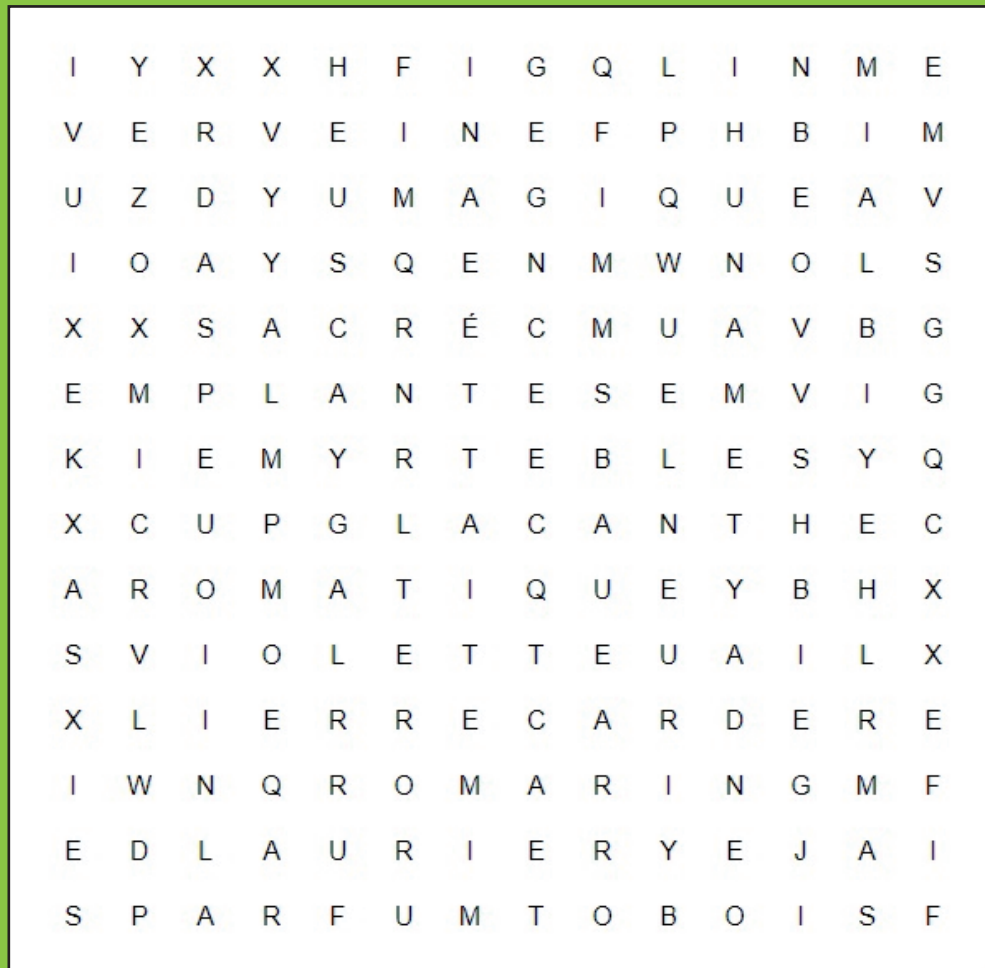 I Y X X H F I G Q L I N M E
V E R V E I N E F P H B I M
U Z D Y U M A G I Q U E A V
I O A Y S Q E N M W N O L S
X X S A C R É C M U A V B G
E M P L A N T E S E M V I G
K I E M Y R T E B L E S Y Q
X C U P G L A C A N T H E C
A R O M A T I Q U E Y B H X
S V I O L E T T E U A I L X
X L I E R R E C A R D E R E
I W N Q R O M A R I N G M F
E D L A U R I E R Y E J A I
S P A R F U M T O B O I S F